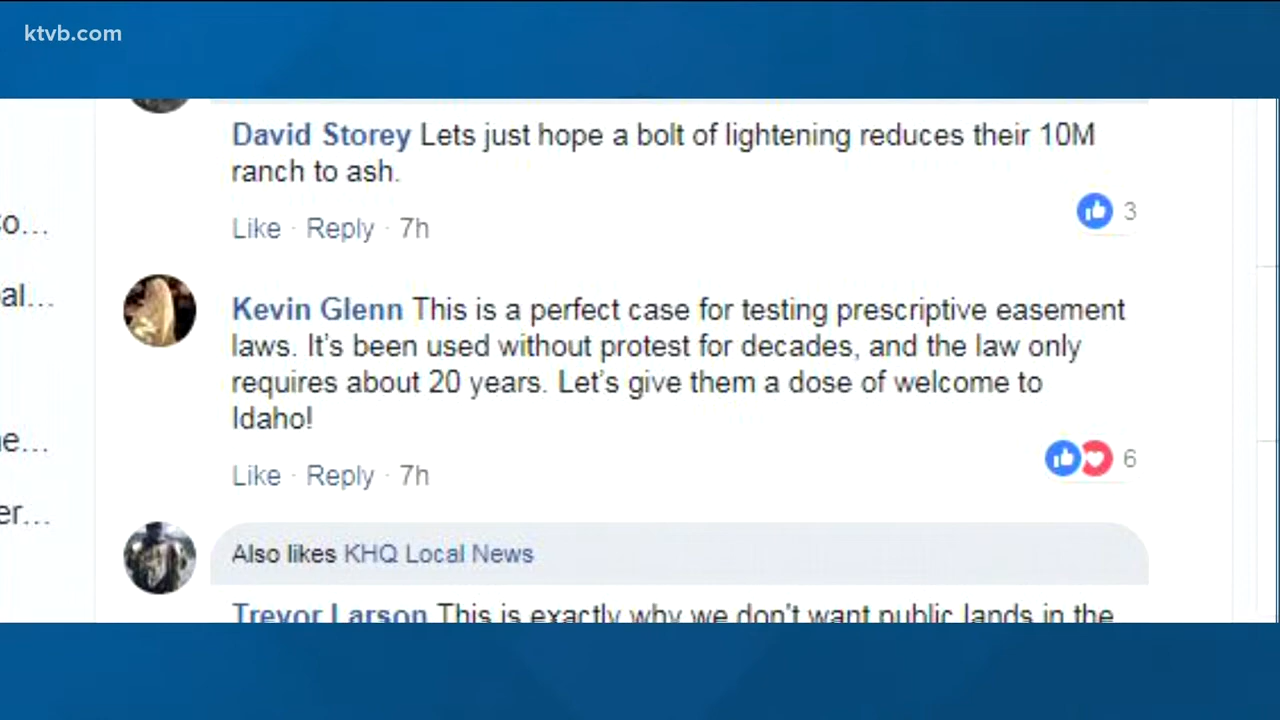 ktvb.com
David Storey Lets just hope a bolt of lightening reduces their 10M
ranch to ash.
Like · Reply · 7h
3
Kevin Glenn This is a perfect case for testing prescriptive easement
laws. It's been used without protest for decades, and the law only
requires about 20 years. Let's give them a dose of welcome to
Idaho!
Like · Reply · 7h
6
Also likes KHQ Local News
Trevor Larson This is exactly why we don't want public lands in the